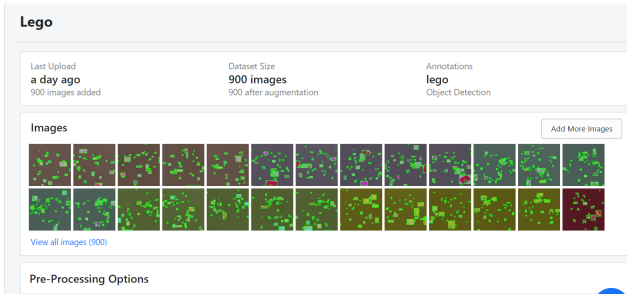 Lego
Last Upload
a day ago
900 images added
Dataset Size
900 images
900 after augmentation
Annotations
lego
Object Detection
Images
Add More Images
View all images (900)
Pre-Processing Options